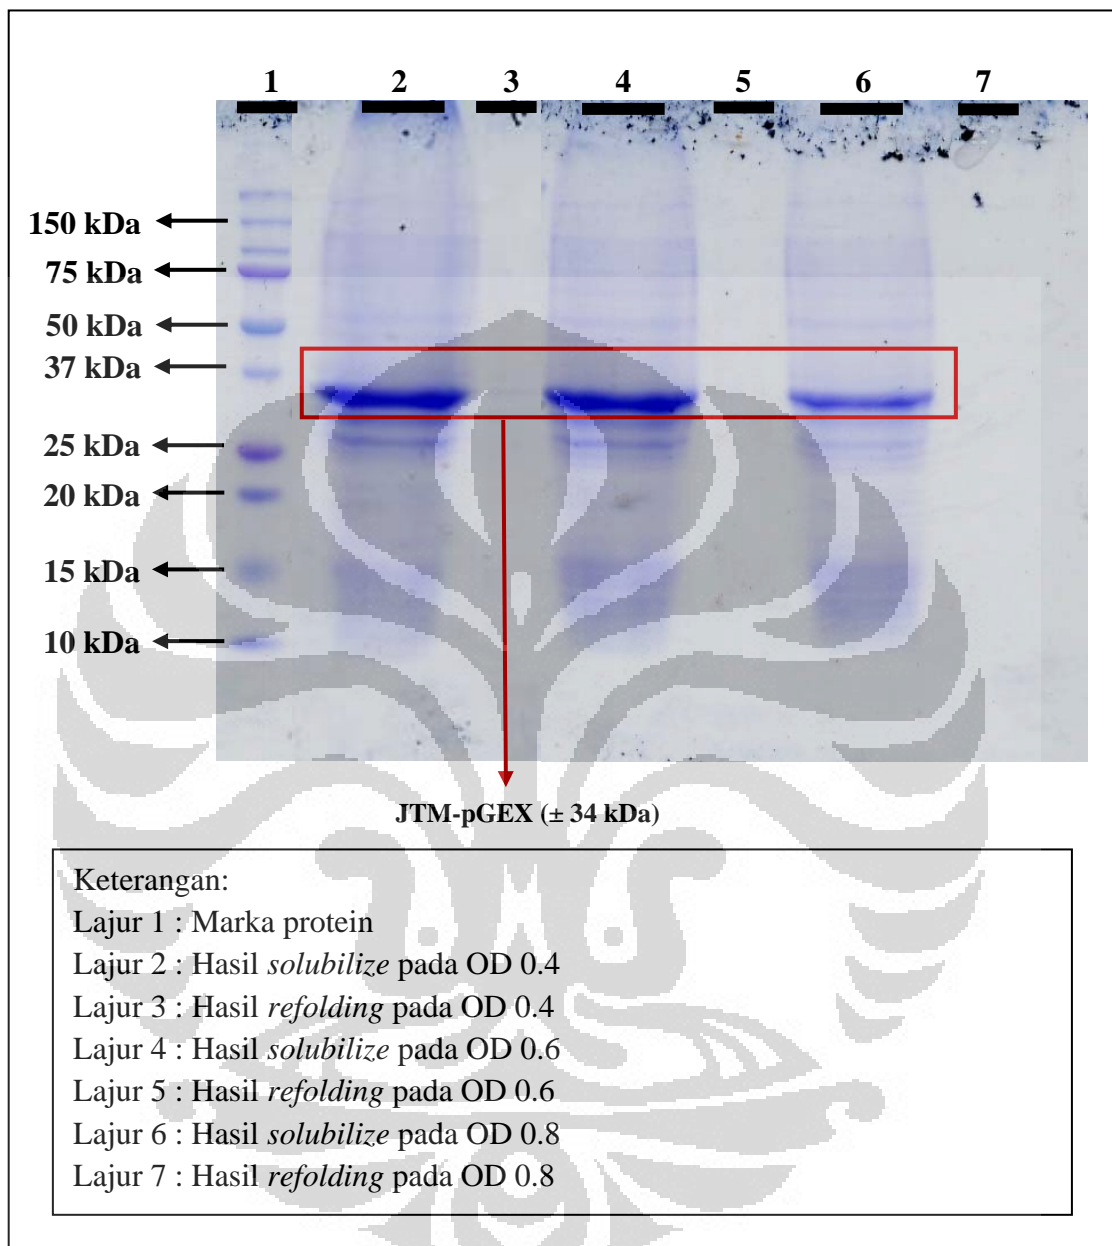 1 2 3 4 5 6 7
150 kDa
75 kDa
50 kDa
37 kDa
25 kDa
20 kDa
15 kDa
10 kDa
JTM-pGEX (± 34 kDa)
Keterangan:
Lajur 1 : Marka protein
Lajur 2 : Hasil solubilize pada OD 0.4
Lajur 3 : Hasil refolding pada OD 0.4
Lajur 4 : Hasil solubilize pada OD 0.6
Lajur 5 : Hasil refolding pada OD 0.6
Lajur 6 : Hasil solubilize pada OD 0.8
Lajur 7 : Hasil refolding pada OD 0.8